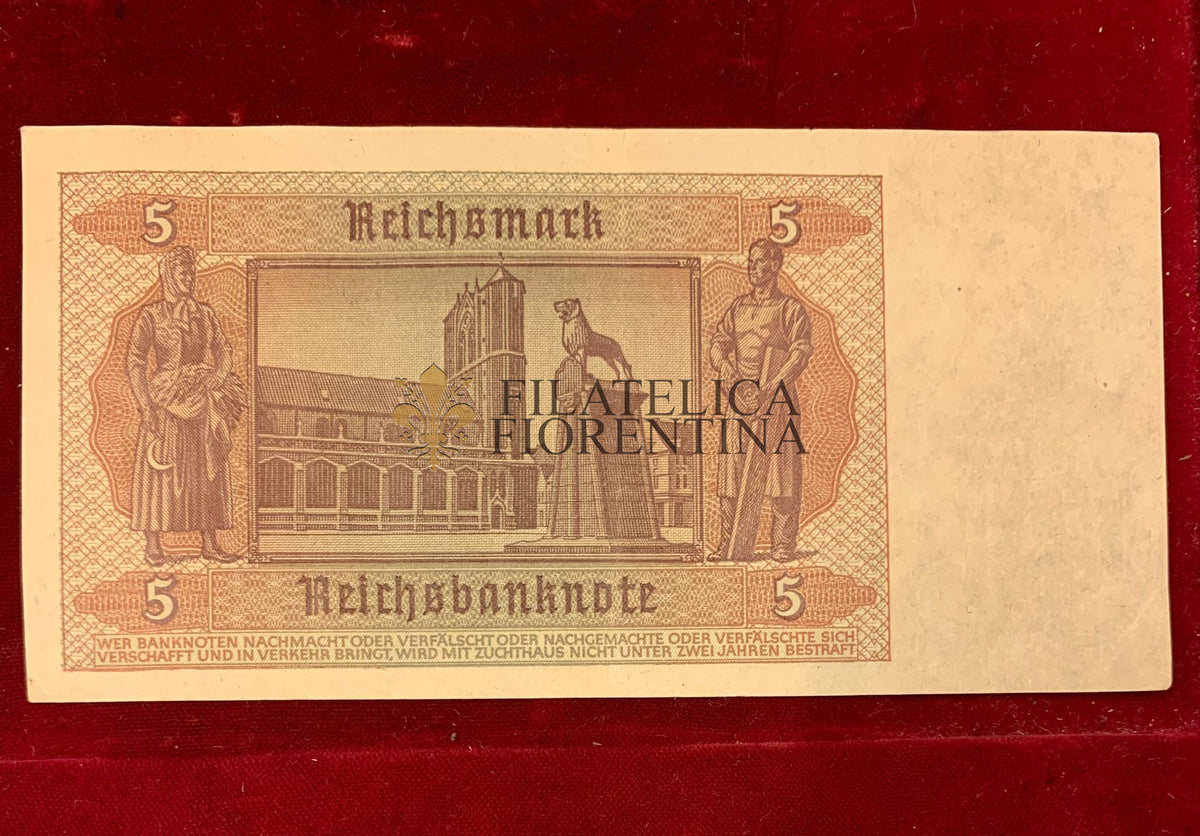 5 Reichsmark 5
FILATELICA
FIORENTINA
5 Reichsbanknote 5
WER BANKNOTEN NACHMACHT ODER VERFÄLSCHT ODER NACHGEMACHTE ODER VERFÄLSCHTE SICH
VERSCHAFFT UND IN VERKEHR BRINGT, WIRD MIT ZUCHTHAUS NICHT UNTER ZWEI JAHREN BESTRAFT